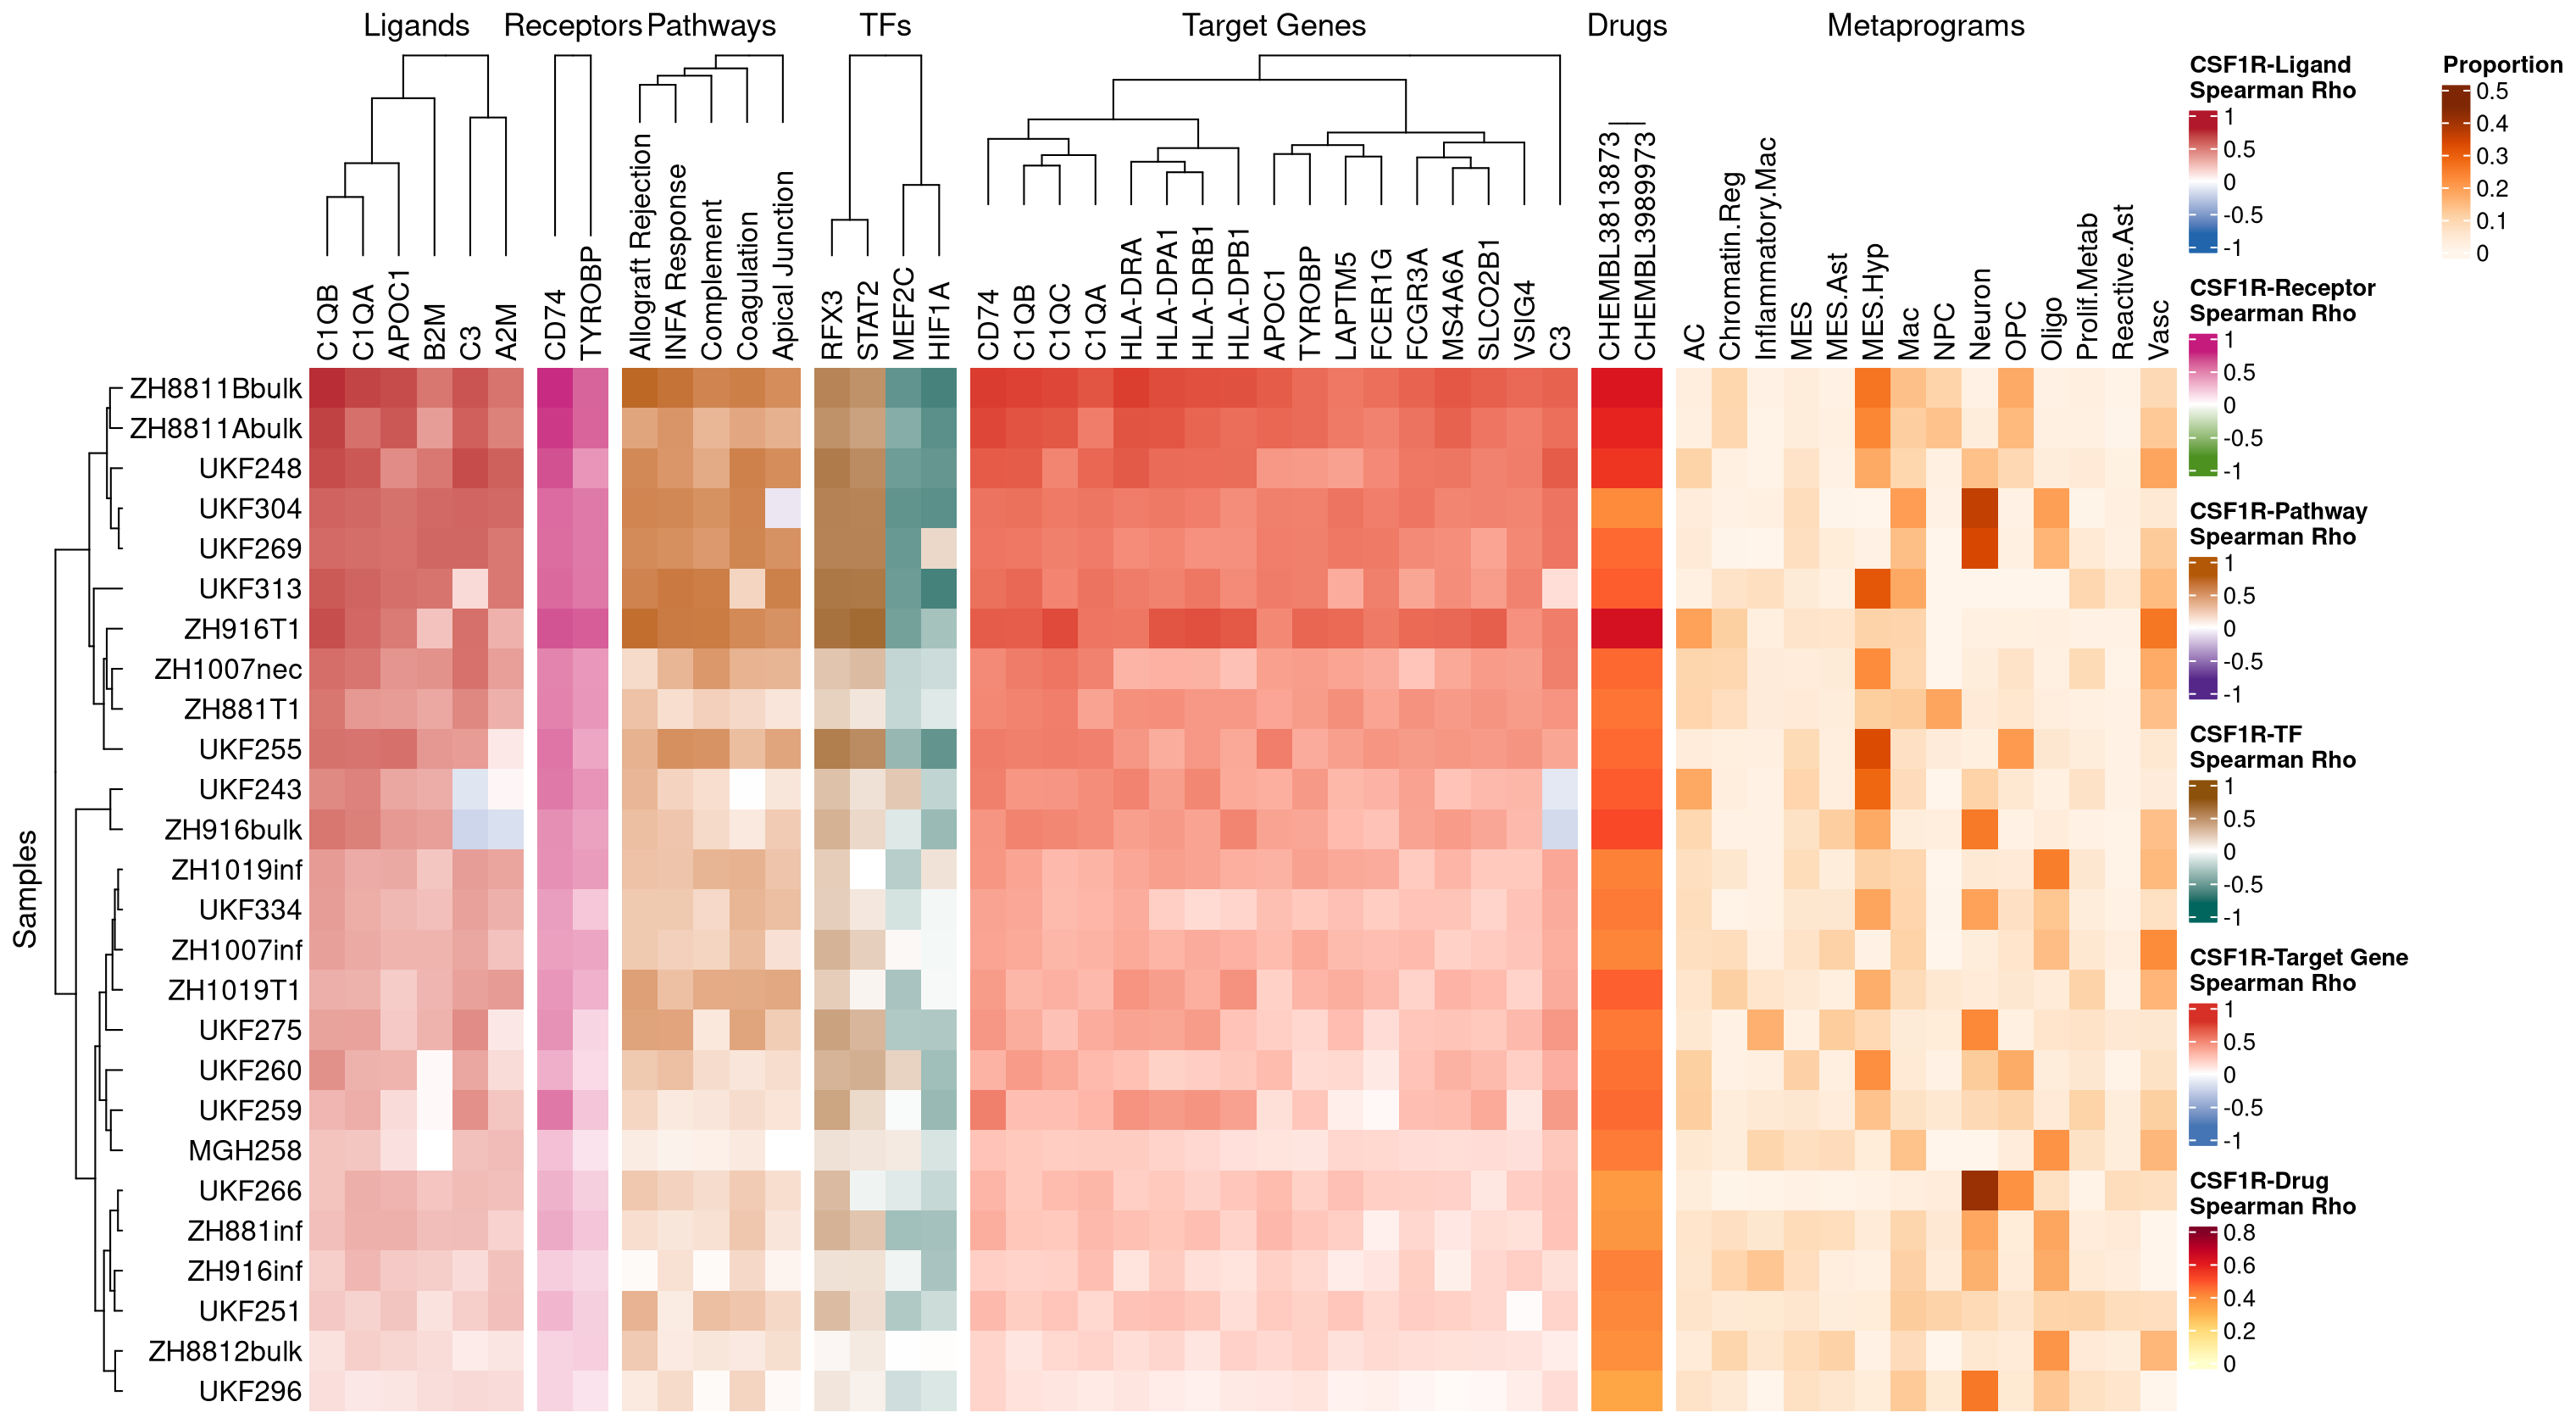 Ligands
Receptors
Pathways
TFs
Target Genes
Drugs
Metaprograms
C1QB
C1QA
APOC1
B2M
C3
A2M
CD74
TYROBP
Allograft Rejection
INFA Response
Complement
Coagulation
Apical Junction
RFX3
STAT2
MEF2C
HIF1A
CD74
C1QB
C1QC
C1QA
HLA-DRA
HLA-DPA1
HLA-DRB1
HLA-DPB1
APOC1
TYROBP
LAPTM5
FCER1G
FCGR3A
MS4A6A
SLCO2B1
VSIG4
C3
CHEMBL3813873
CHEMBL3989973
AC
Chromatin.Reg
Inflammatory.Mac
MES
MES.Ast
MES.Hyp
Mac
NPC
Neuron
OPC
Oligo
Prolif.Metab
Reactive.Ast
Vasc
Samples
ZH8811Bbulk
ZH8811Abulk
UKF248
UKF304
UKF269
UKF313
ZH916T1
ZH1007nec
ZH881T1
UKF255
UKF243
ZH916bulk
ZH1019inf
UKF334
ZH1007inf
ZH1019T1
UKF275
UKF260
UKF259
MGH258
UKF266
ZH881inf
ZH916inf
UKF251
ZH8812bulk
UKF296
CSF1R-Ligand
Spearman Rho
1
0.5
0
-0.5
-1
CSF1R-Receptor
Spearman Rho
1
0.5
0
-0.5
-1
CSF1R-Pathway
Spearman Rho
1
0.5
0
-0.5
-1
CSF1R-TF
Spearman Rho
1
0.5
0
-0.5
-1
CSF1R-Target Gene
Spearman Rho
1
0.5
0
-0.5
-1
CSF1R-Drug
Spearman Rho
0.8
0.6
0.4
0.2
0
Proportion
0.5
0.4
0.3
0.2
0.1
0